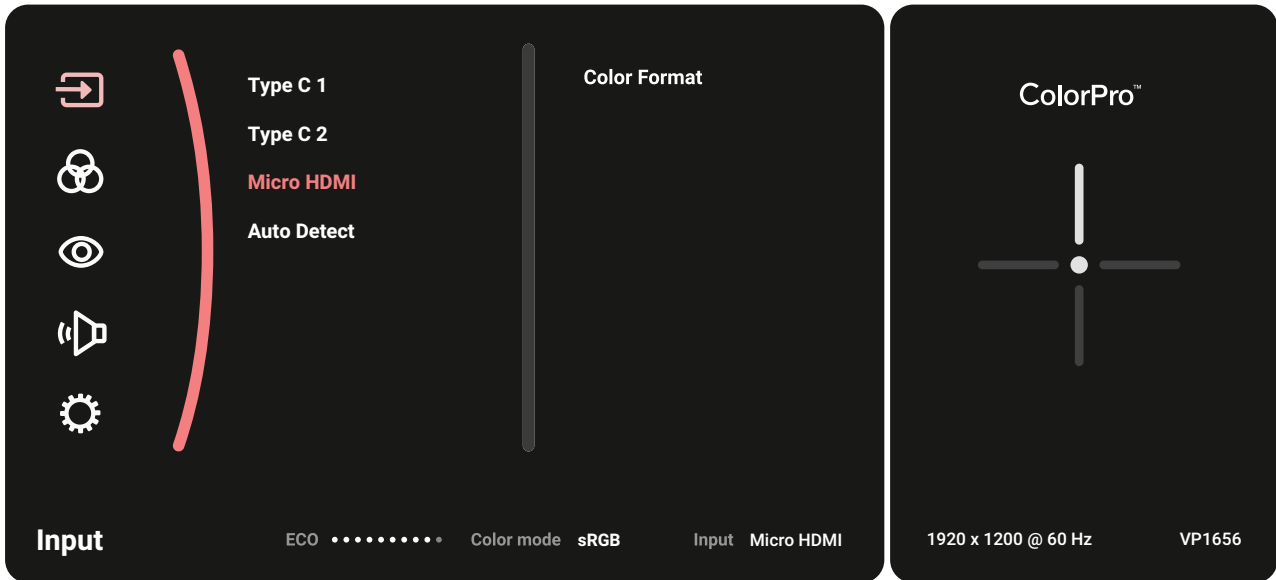 Type C 1
Type C 2
Micro HDMI
Auto Detect
Color Format
Input
ECO
Color mode sRGB
Input Micro HDMI
ColorPro™
1920 x 1200 @ 60 Hz
VP1656